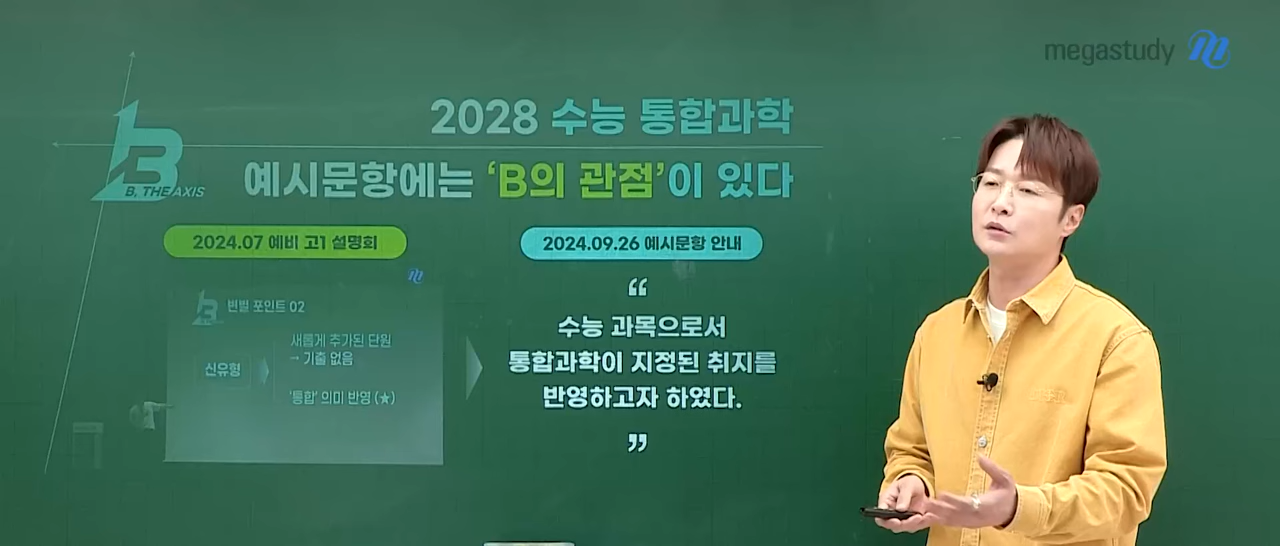 megastudy
2028 수능 통합과학
예시문항에는 ‘B의 관점’이 있다
B, THE AXIS
2024.07 예비 고1 설명회
변별 포인트 02
신유형
새롭게 추가된 단원
→ 기출 없음
'통합' 의미 반영 (★)
2024.09.26 예시문항 안내
“
수능 과목으로서
통합과학이 지정된 취지를
반영하고자 하였다.
”